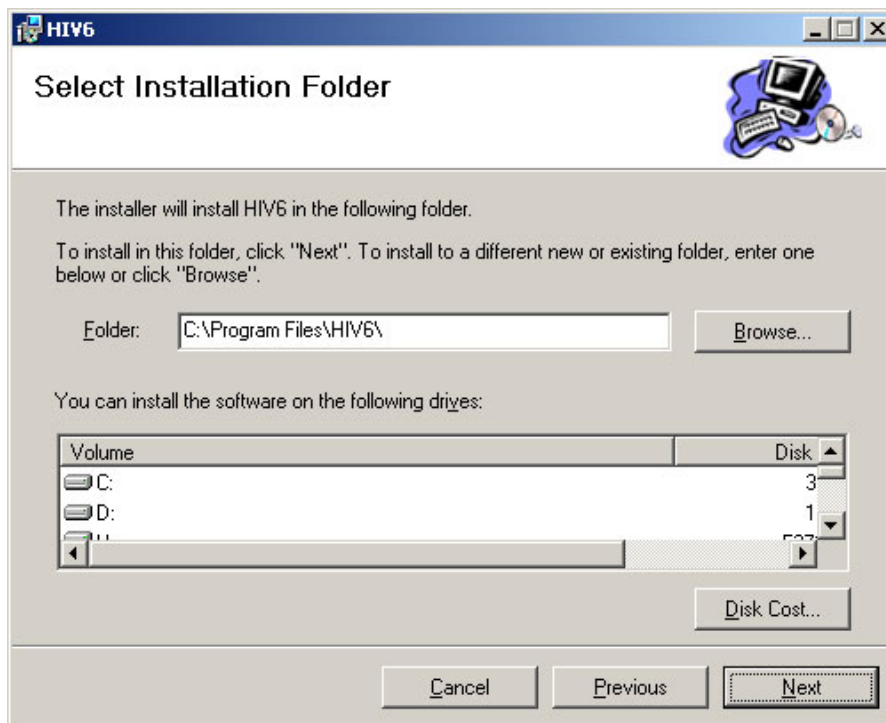 HIV6
Select Installation Folder
The installer will install HIV6 in the following folder.
To install in this folder, click "Next". To install to a different new or existing folder, enter one
below or click "Browse".
Folder: C:\Program Files\HIV6\ Browse...
You can install the software on the following drives:
Volume Disk
C: 3
D: 1
Disk Cost...
Cancel Previous Next